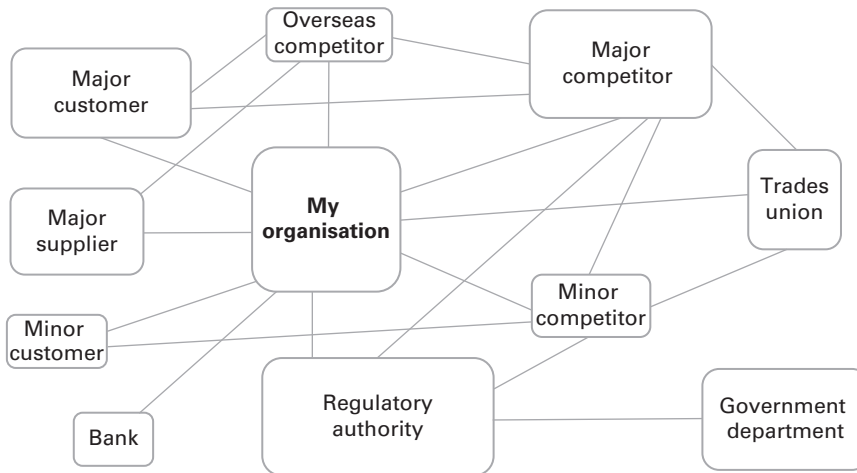 Overseas
competitor
Major
customer
Major
competitor
My
organisation
Trades
union
Major
supplier
Minor
customer
Minor
competitor
Bank
Regulatory
authority
Government
department